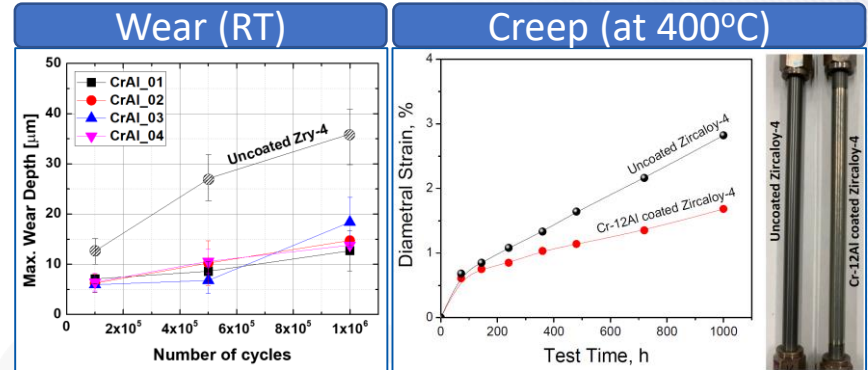 Wear (RT)
Max. Wear Depth [μm]
50
40
30
20
10
0
CrAl_01
CrAl_02
CrAl_03
CrAl_04
Uncoated Zry-4
0
2x10⁵
4x10⁵
6x10⁵
8x10⁵
1x10⁶
Number of cycles
Creep (at 400°C)
Diametral Strain, %
4
3
2
1
0
Uncoated Zircaloy-4
Cr-12Al coated Zircaloy-4
0
200
400
600
800
1000
Test Time, h
Uncoated Zircaloy-4
Cr-12Al coated Zircaloy-4